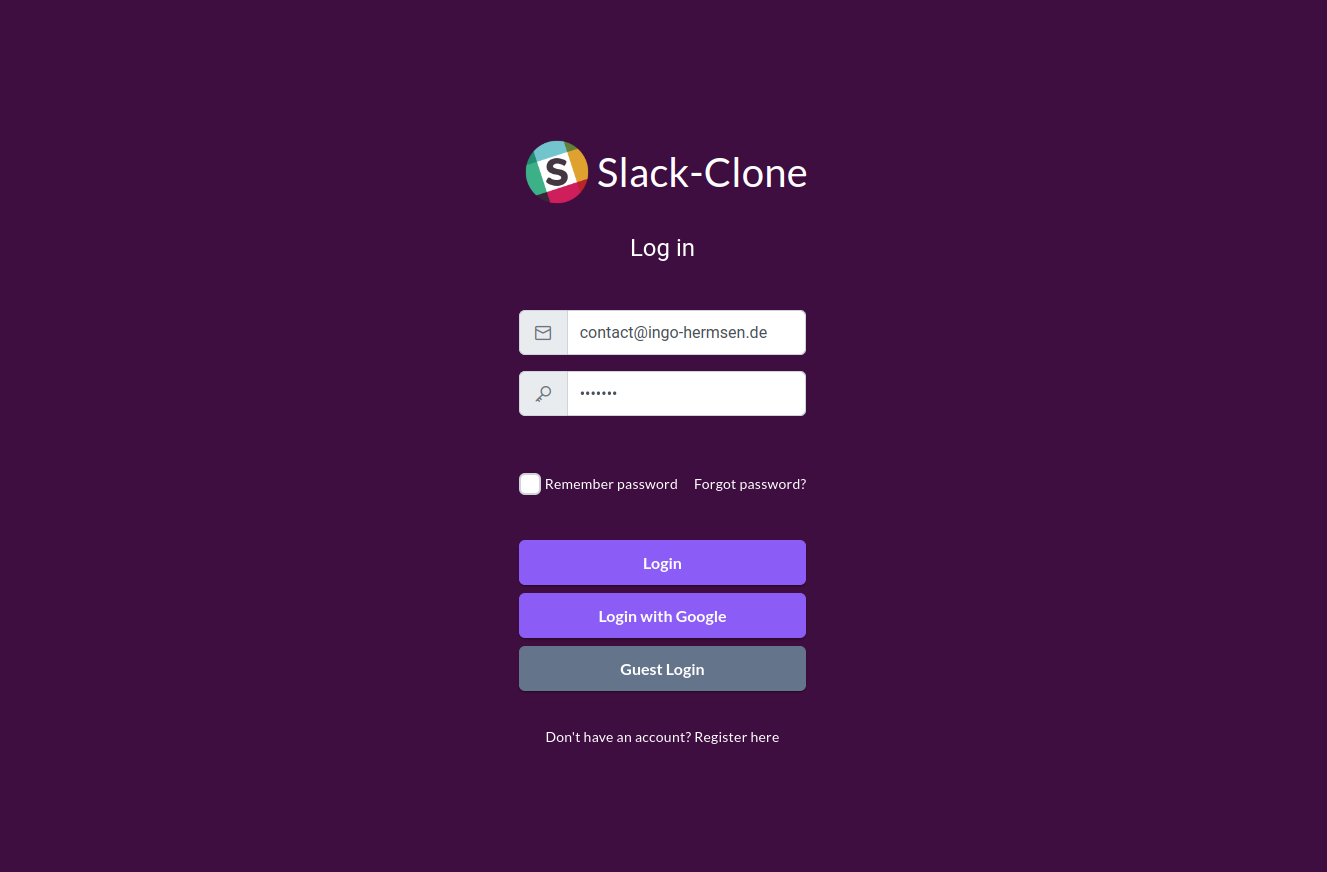 S Slack-Clone
Log in
contact@ingo-hermsen.de
•••••••
Remember password Forgot password?
Login
Login with Google
Guest Login
Don't have an account? Register here